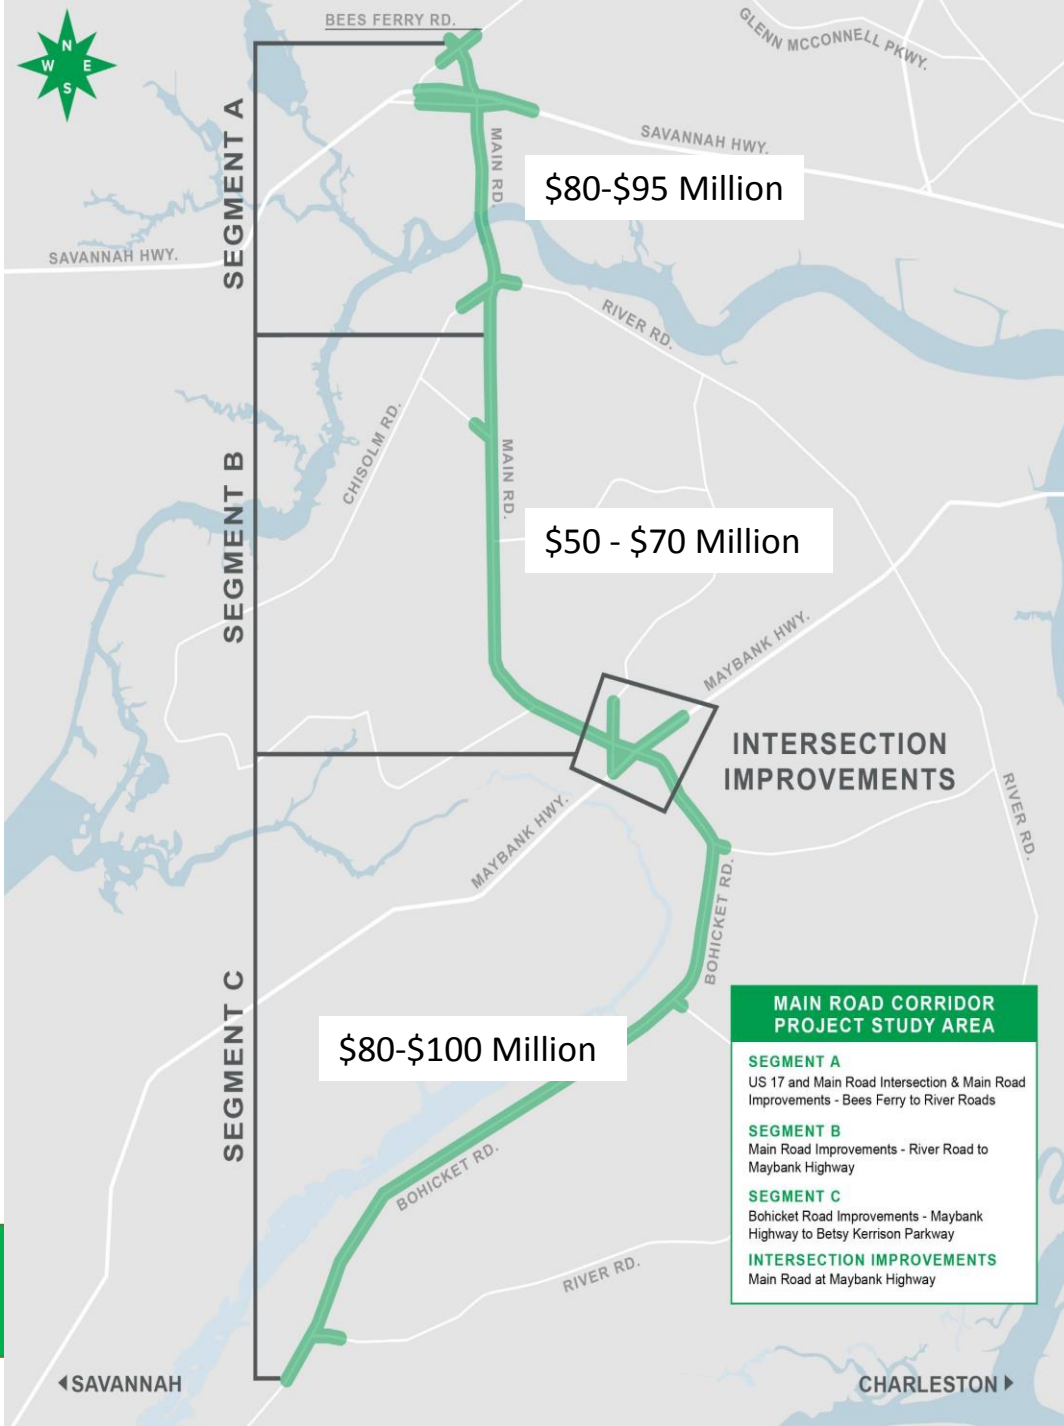 BEES FERRY RD.
GLENN MCCONNELL PKWY.
N
W E
S
SEGMENT A
MAIN RD.
SAVANNAH HWY.
$80-$95 Million
SAVANNAH HWY.
RIVER RD.
SEGMENT B
CHISOLM RD.
MAIN RD.
$50 - $70 Million
MAYBANK HWY.
INTERSECTION
IMPROVEMENTS
MAYBANK HWY.
RIVER RD.
BOHICKET RD.
SEGMENT C
$80-$100 Million
BOHICKET RD.
RIVER RD.
MAIN ROAD CORRIDOR
PROJECT STUDY AREA
SEGMENT A
US 17 and Main Road Intersection & Main Road
Improvements - Bees Ferry to River Roads
SEGMENT B
Main Road Improvements - River Road to
Maybank Highway
SEGMENT C
Bohicket Road Improvements - Maybank
Highway to Betsy Kerrison Parkway
INTERSECTION IMPROVEMENTS
Main Road at Maybank Highway
SAVANNAH
CHARLESTON